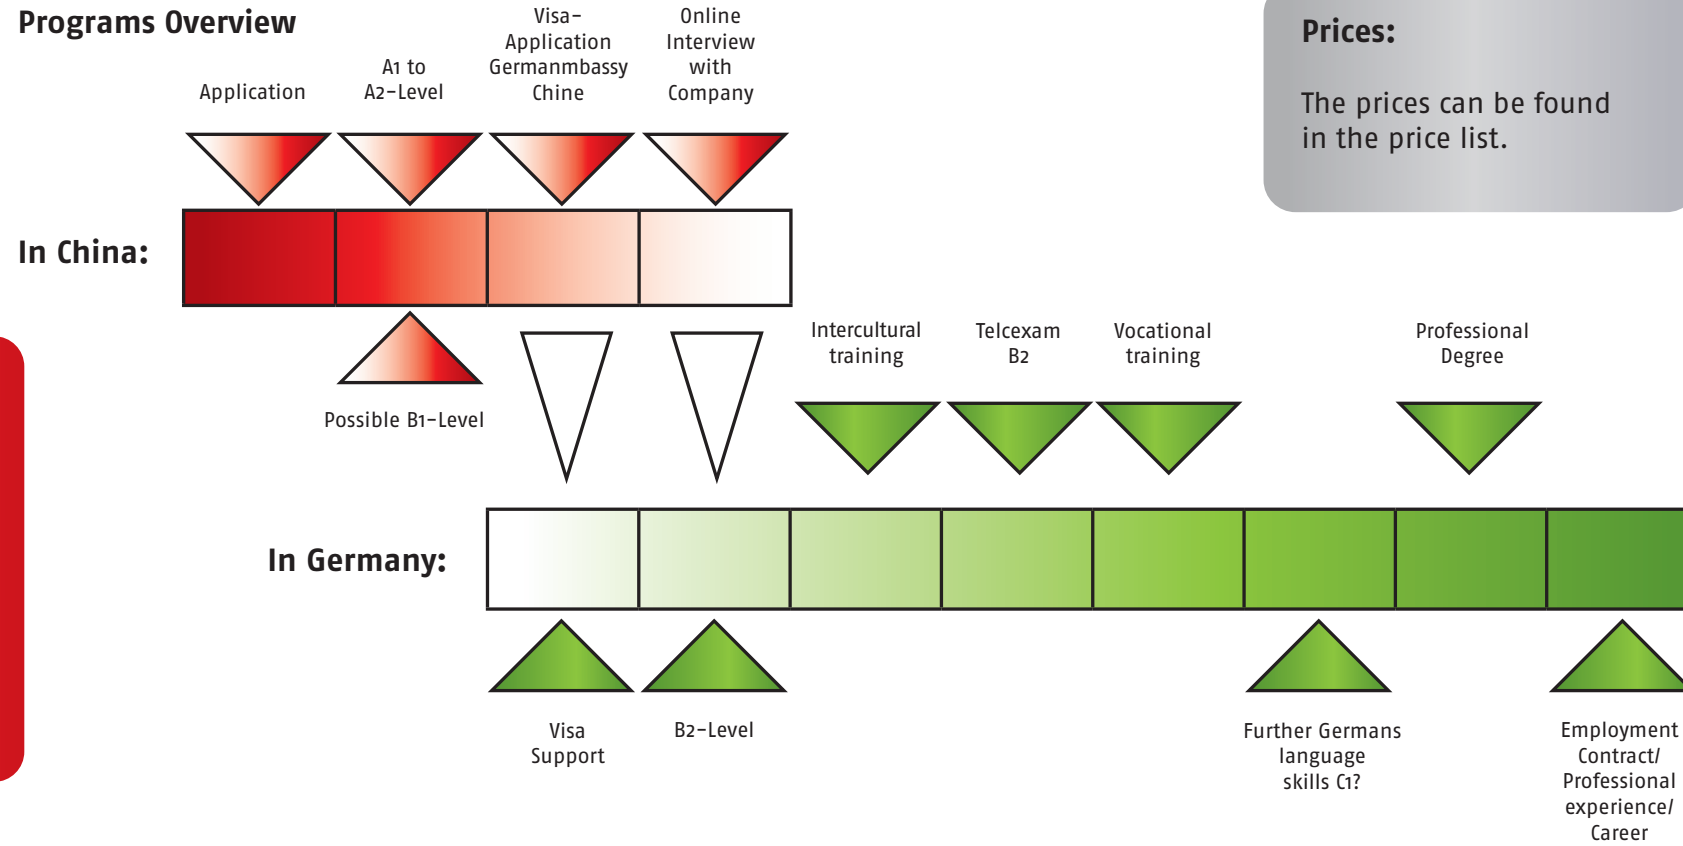 Programs Overview
Application
A1 to
A2-Level
Visa-
Application
Germanmbassy
Chine
Online
Interview
with
Company
Prices:
The prices can be found
in the price list.
In China:
Possible B1-Level
Intercultural
training
Telcexam
B2
Vocational
training
Professional
Degree
In Germany:
Visa
Support
B2-Level
Further Germans
language
skills C1?
Employment
Contract/
Professional
experience/
Career